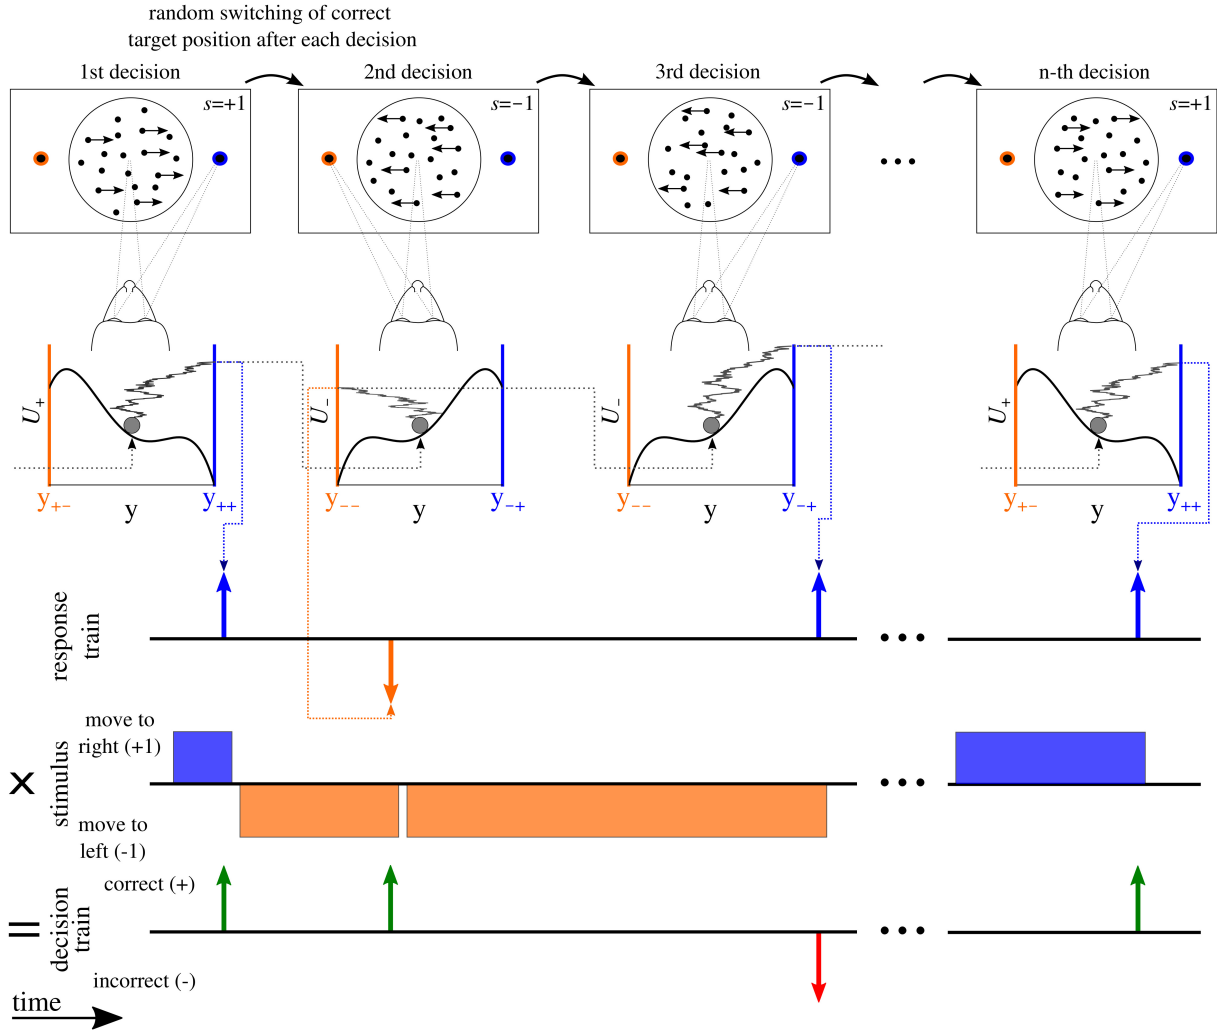 random switching of correct
target position after each decision
1st decision
2nd decision
3rd decision
n-th decision
s=+1
s=−1
s=−1
s=+1
U₊
U₋
U₋
U₊
y₊₋
y
y₊₊
y₋₋
y
y₋₊
y₋₋
y
y₋₊
y₊₋
y
y₊₊
response
train
move to
right (+1)
×
stimulus
move to
left (-1)
correct (+)
=
decision
train
incorrect (-)
time